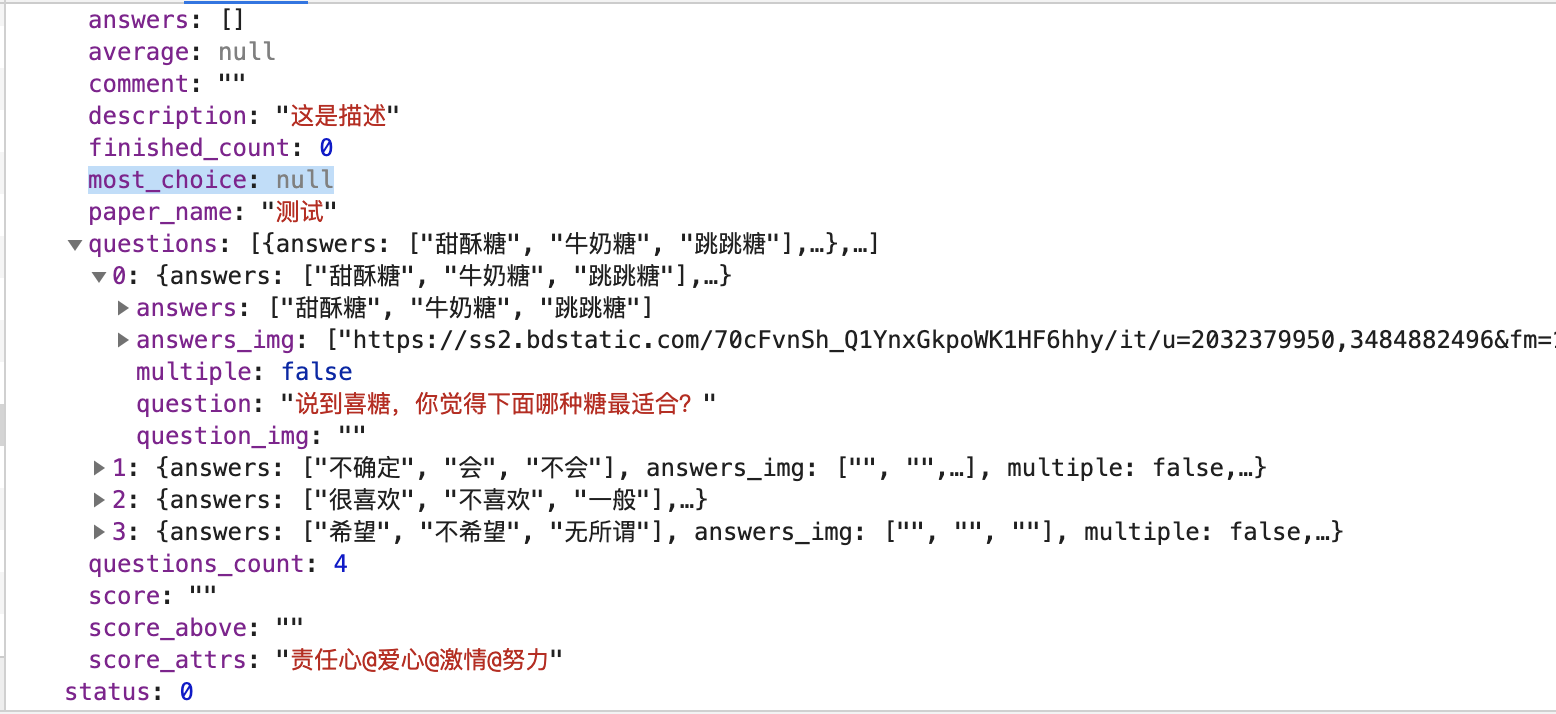 answers: []
average: null
comment: ""
description: "这是描述"
finished_count: 0
most_choice: null
paper_name: "测试"
questions: [{answers: ["甜酥糖", "牛奶糖", "跳跳糖"],…},…]
0: {answers: ["甜酥糖", "牛奶糖", "跳跳糖"],…}
answers: ["甜酥糖", "牛奶糖", "跳跳糖"]
answers_img: ["https://ss2.bdstatic.com/70cFvnSh_Q1YnxGkpoWK1HF6hhy/it/u=2032379950,3484882496&fm=
multiple: false
question: "说到喜糖，你觉得下面哪种糖最适合？"
question_img: ""
1: {answers: ["不确定", "会", "不会"], answers_img: ["", "",…], multiple: false,…}
2: {answers: ["很喜欢", "不喜欢", "一般"],…}
3: {answers: ["希望", "不希望", "无所谓"], answers_img: ["", "", ""], multiple: false,…}
questions_count: 4
score: ""
score_above: ""
score_attrs: "责任心@爱心@激情@努力"
status: 0